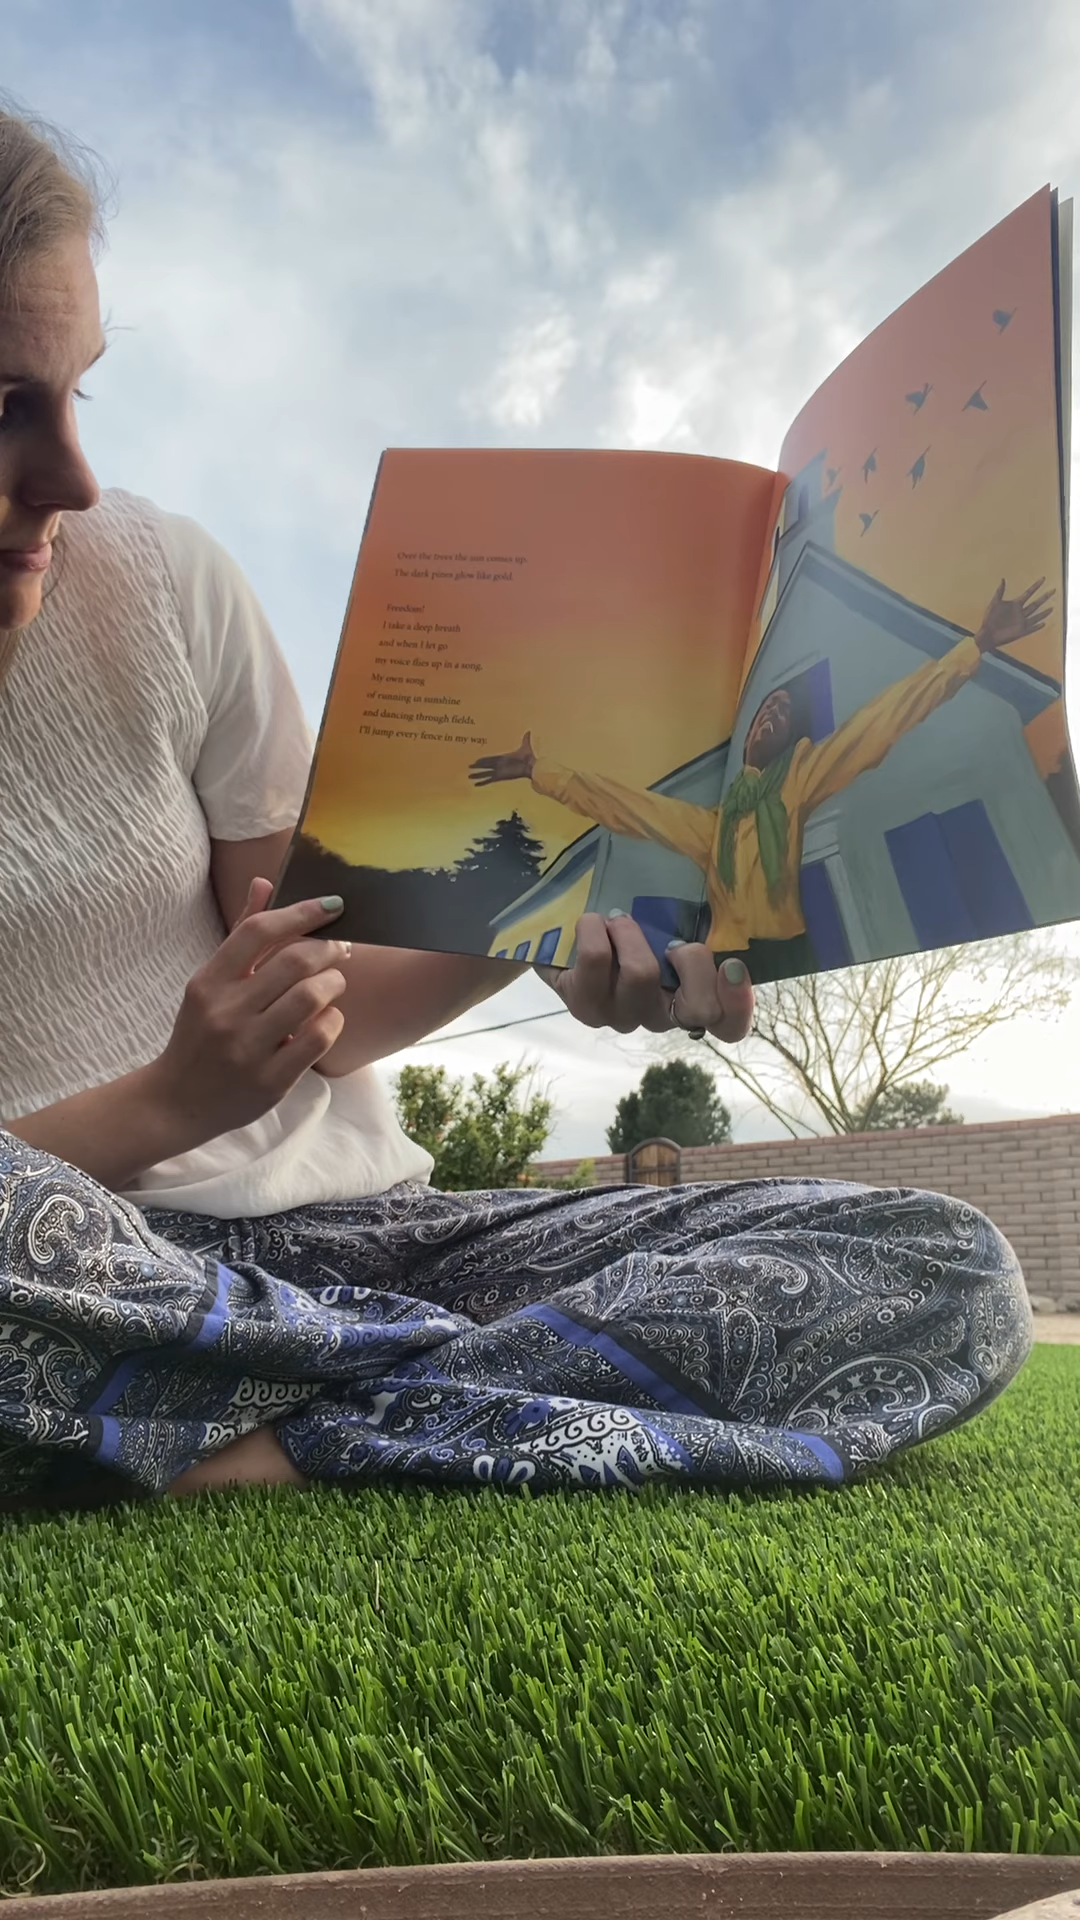 Over the trees the sun comes up.
The dark pines glow like gold.
Freedom!
I take a deep breath
and when I let go
my voice flies up in a song.
My own song
of running in sunshine
and dancing through fields.
I'll jump every fence in my way.